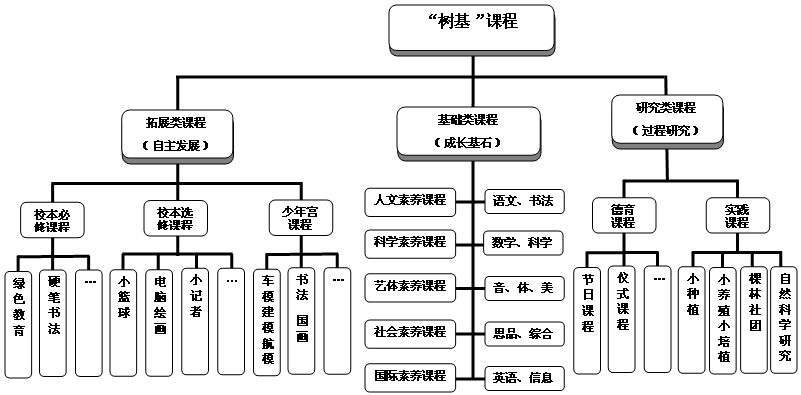 “树基 ”课程
拓展类课程
（自主发展）
基础类课程
（成长基石）
研究类课程
（过程研究）
校本必
修课程
校本选
修课程
少年宫
课程
人文素养课程
语文、书法
科学素养课程
数学、科学
艺体素养课程
音、体、美
社会素养课程
思品、综合
国际素养课程
英语、信息
德育
课程
实践
课程
绿色教育
硬笔书法
…
小篮球
电脑绘画
小记者
…
车模建模航模
书法 国画
…
节日课程
仪式课程
…
小种植
小养殖小培植
棵林社团
自然科学研究